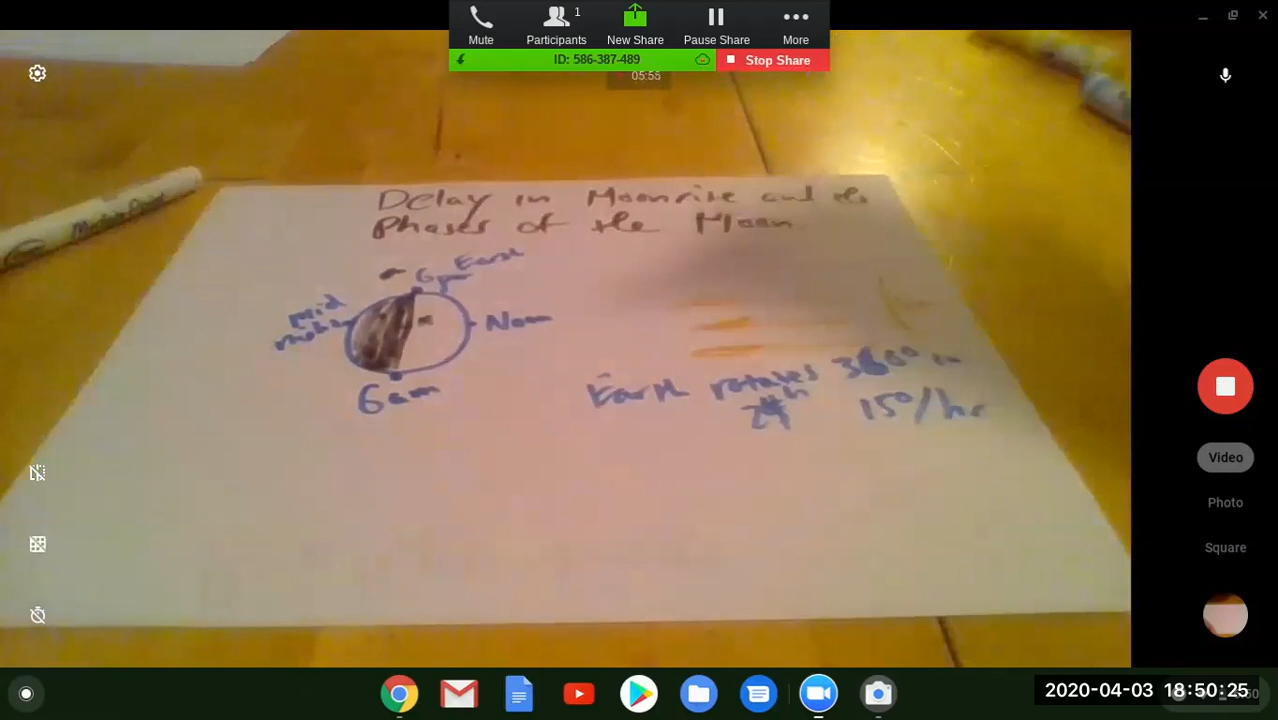 Mute
Participants
1
New Share
Pause Share
More
ID: 586-387-489
Stop Share
05:55
Delay in Moonrise and the
Phases of the Moon
6pm Earth
mid
night
Noon
6am
Earth rotates 360° in
24h 15°/hr
Video
Photo
Square
2020-04-03 18:50:25